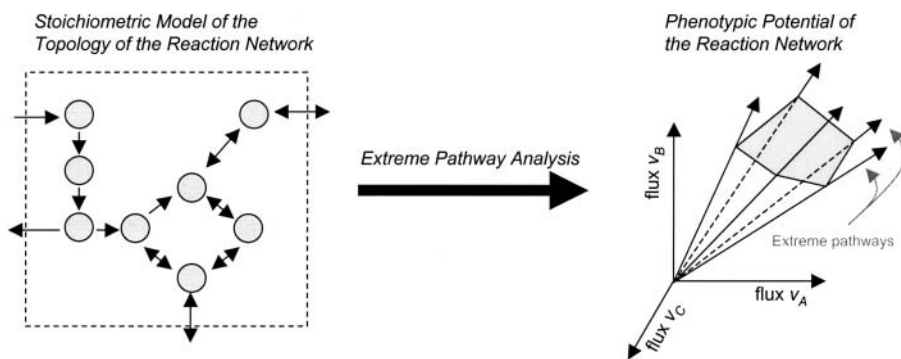 Stoichiometric Model of the
Topology of the Reaction Network
Phenotypic Potential of
the Reaction Network
Extreme Pathway Analysis
flux vB
Extreme pathways
flux vA
flux vC